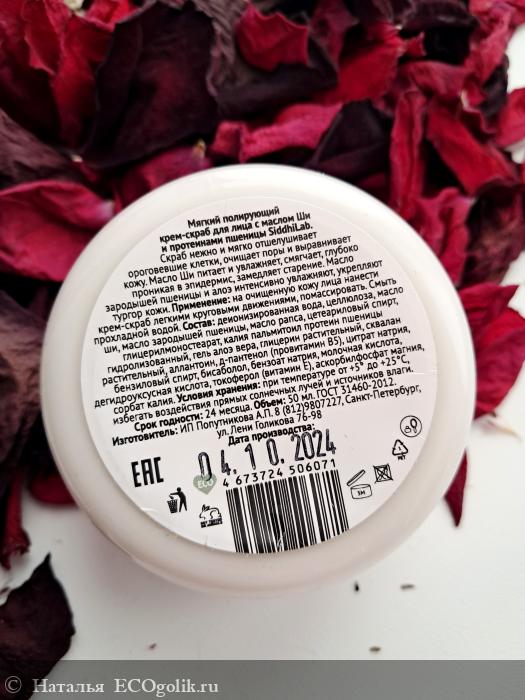 Мягкий полирующий
крем-скраб для лица с маслом Ши
и протеинами пшеницы SiddhiLab.
Скраб нежно и мягко отшелушивает
ороговевшие клетки, очищает поры и выравнивает
кожу. Масло Ши питает и увлажняет, смягчает, глубоко
проникая в эпидермис, замедляет старение. Масло
зародышей пшеницы и алоэ интенсивно увлажняют, укрепляют
тургор кожи. Применение: на очищенную кожу лица нанести
крем-скраб легкими круговыми движениями, помассировать. Смыть
прохладной водой. Состав: деионизированная вода, целлюлоза, масло
ши, масло зародышей пшеницы, масло рапса, цетеариловый спирт,
глицерилмоностеарат, калия пальмитоил протеин пшеницы
гидролизованный, гель алоэ вера, глицерин растительный, сквалан
растительный, аллантоин, д-пантенол (провитамин B5), цитрат натрия,
бензиловый спирт, бисаболол, бензоат натрия, молочная кислота,
дегидроуксусная кислота, токоферол (витамин Е), аскорбилфосфат магния,
сорбат калия. Условия хранения: при температуре от +5° до +25°С,
избегать воздействия прямых солнечных лучей и источников влаги.
Срок годности: 24 месяца. Объем: 50 мл. ГОСТ 31460-2012.
Изготовитель: ИП Попутникова А.П. 8 (812)9807227, Санкт-Петербург,
ул. Лени Голикова 76-98
Дата производства:
04.10.2024
EAC
ECO
4 673724 506071
3М
1
PET
© Наталья ECOgolik.ru